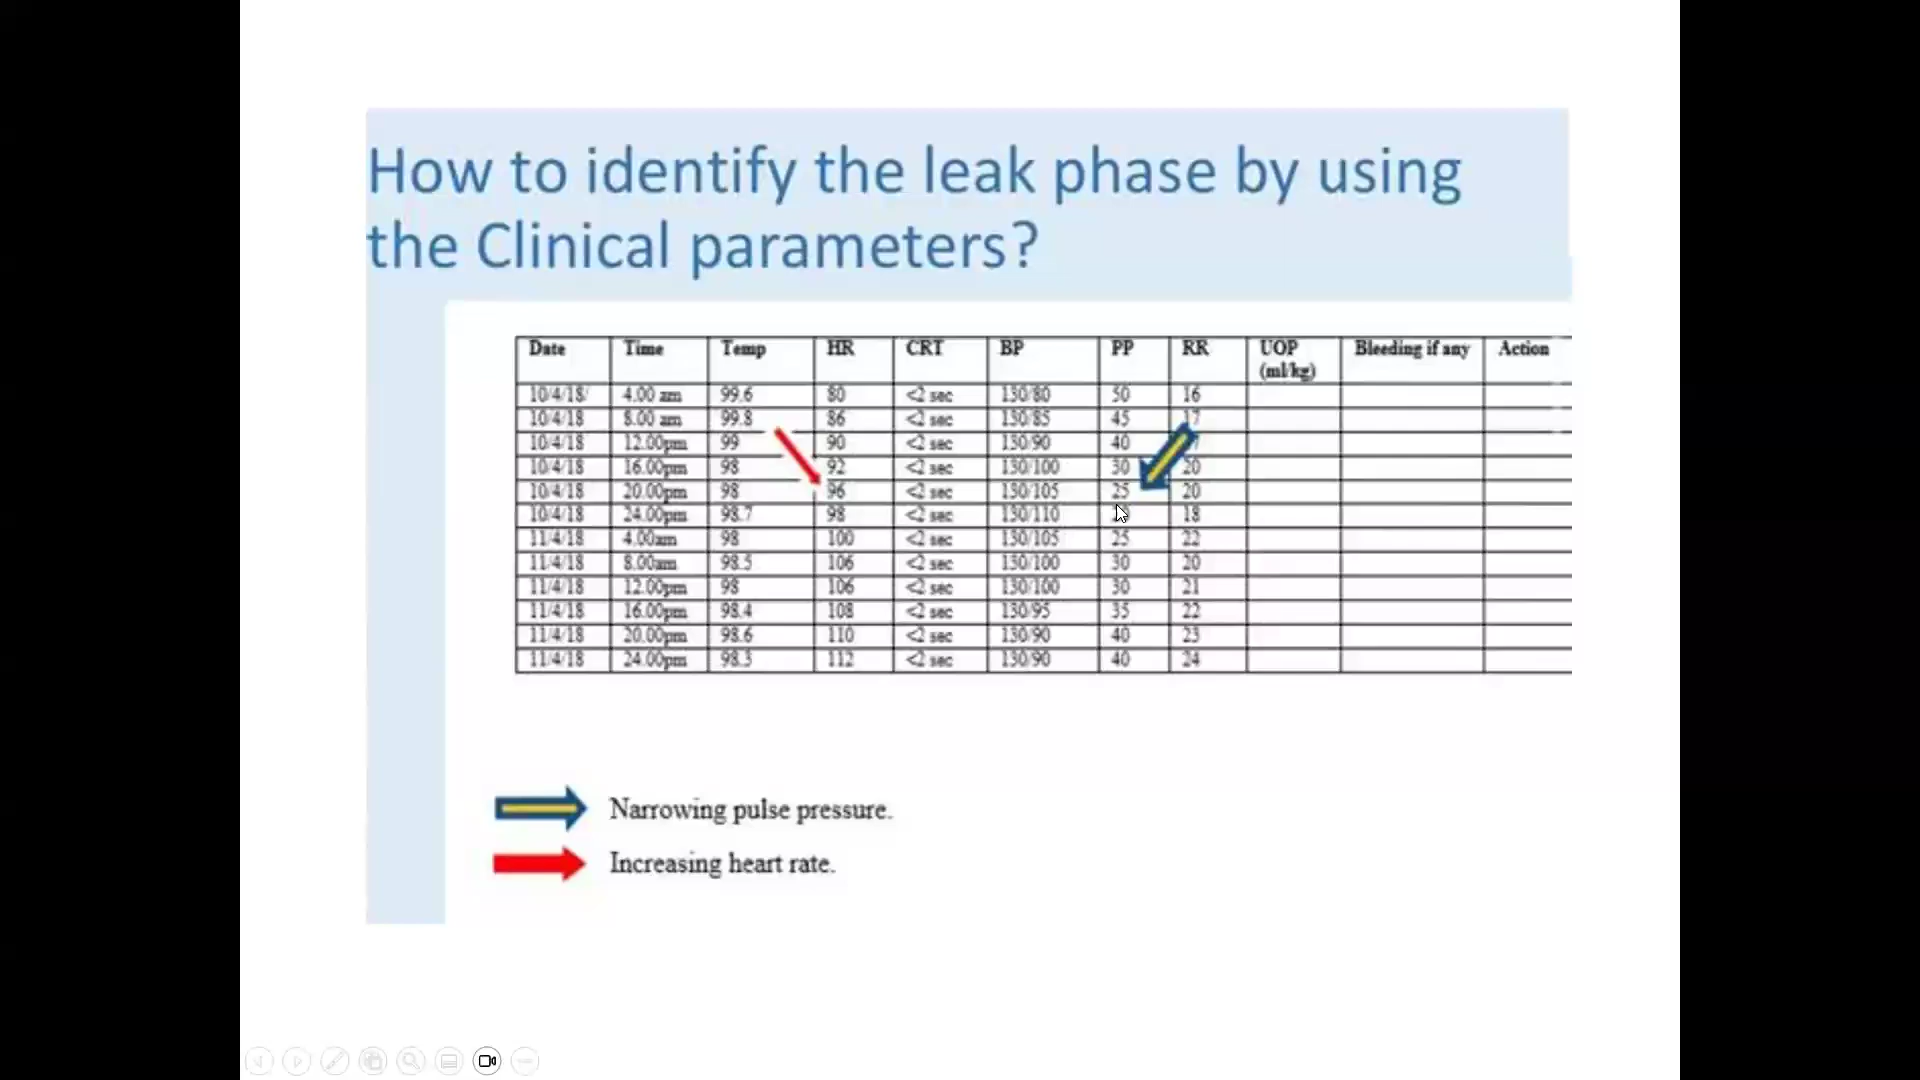 How to identify the leak phase by using
the Clinical parameters?
Date Time Temp HR CRT BP PP RR UOP (ml/kg) Bleeding if any Action
10/4/18/ 4.00 am 99.6 80 <2 sec 130/80 50 16
10/4/18 8.00 am 99.8 86 <2 sec 130/85 45 17
10/4/18 12.00pm 99 90 <2 sec 130/90 40
10/4/18 16.00pm 98 92 <2 sec 130/100 30 20
10/4/18 20.00pm 98 96 <2 sec 130/105 25 20
10/4/18 24.00pm 98.7 98 <2 sec 130/110 18
11/4/18 4.00am 98 100 <2 sec 130/105 25 22
11/4/18 8.00am 98.5 106 <2 sec 130/100 30 20
11/4/18 12.00pm 98 106 <2 sec 130/100 30 21
11/4/18 16.00pm 98.4 108 <2 sec 130/95 35 22
11/4/18 20.00pm 98.6 110 <2 sec 130/90 40 23
11/4/18 24.00pm 98.3 112 <2 sec 130/90 40 24
Narrowing pulse pressure.
Increasing heart rate.